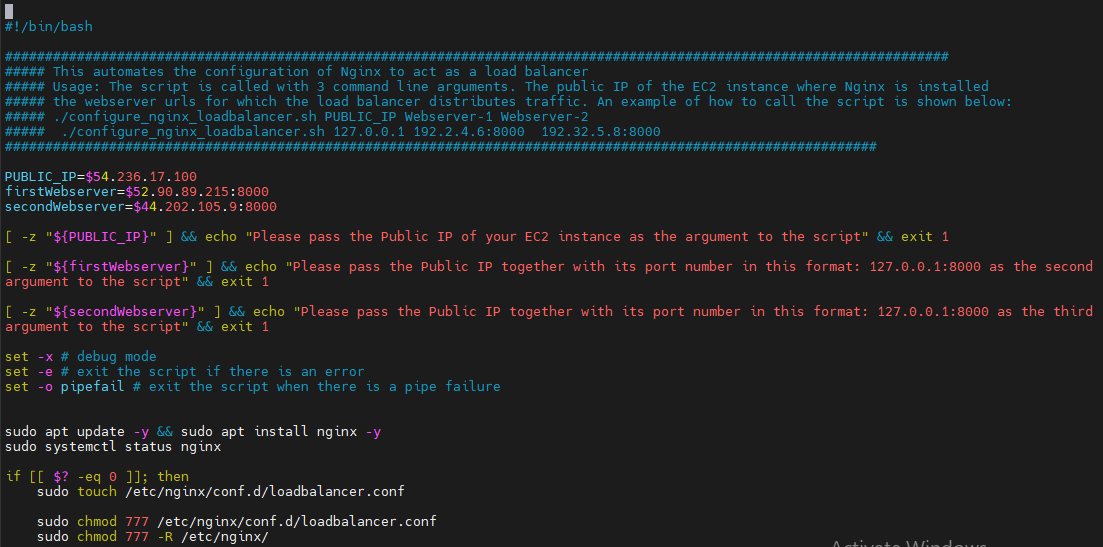 #!/bin/bash
######################################################################################################################
##### This automates the configuration of Nginx to act as a load balancer
##### Usage: The script is called with 3 command line arguments. The public IP of the EC2 instance where Nginx is installed
##### the webserver urls for which the load balancer distributes traffic. An example of how to call the script is shown below:
##### ./configure_nginx_loadbalancer.sh PUBLIC_IP Webserver-1 Webserver-2
#####  ./configure_nginx_loadbalancer.sh 127.0.0.1 192.2.4.6:8000  192.32.5.8:8000
#############################################################################################################
PUBLIC_IP=$54.236.17.100
firstWebserver=$52.90.89.215:8000
secondWebserver=$44.202.105.9:8000
[ -z "${PUBLIC_IP}" ] && echo "Please pass the Public IP of your EC2 instance as the argument to the script" && exit 1
[ -z "${firstWebserver}" ] && echo "Please pass the Public IP together with its port number in this format: 127.0.0.1:8000 as the second
argument to the script" && exit 1
[ -z "${secondWebserver}" ] && echo "Please pass the Public IP together with its port number in this format: 127.0.0.1:8000 as the third
argument to the script" && exit 1
set -x # debug mode
set -e # exit the script if there is an error
set -o pipefail # exit the script when there is a pipe failure
sudo apt update -y && sudo apt install nginx -y
sudo systemctl status nginx
if [[ $? -eq 0 ]]; then
    sudo touch /etc/nginx/conf.d/loadbalancer.conf
    sudo chmod 777 /etc/nginx/conf.d/loadbalancer.conf
    sudo chmod 777 -R /etc/nginx/
Activate Windows